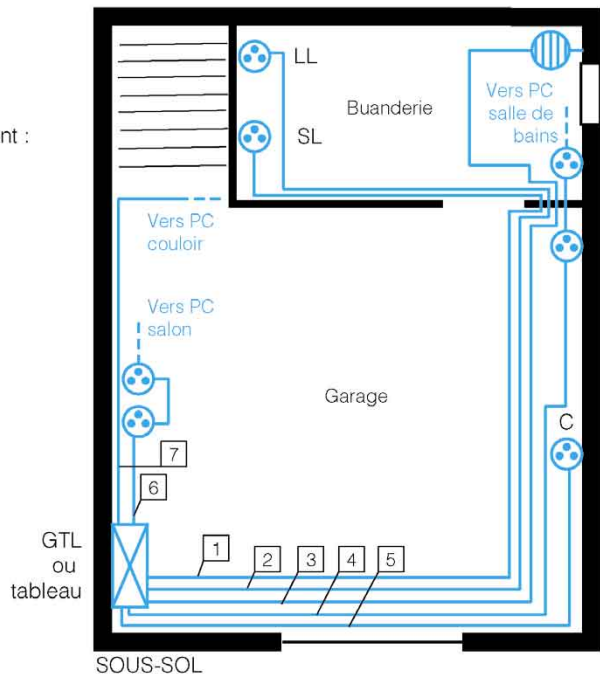 LL
nt :
Buanderie
SL
Vers PC
salle de
bains
Vers PC
couloir
Vers PC
salon
Garage
C
7
6
GTL
ou
tableau
1
2
3
4
5
SOUS-SOL